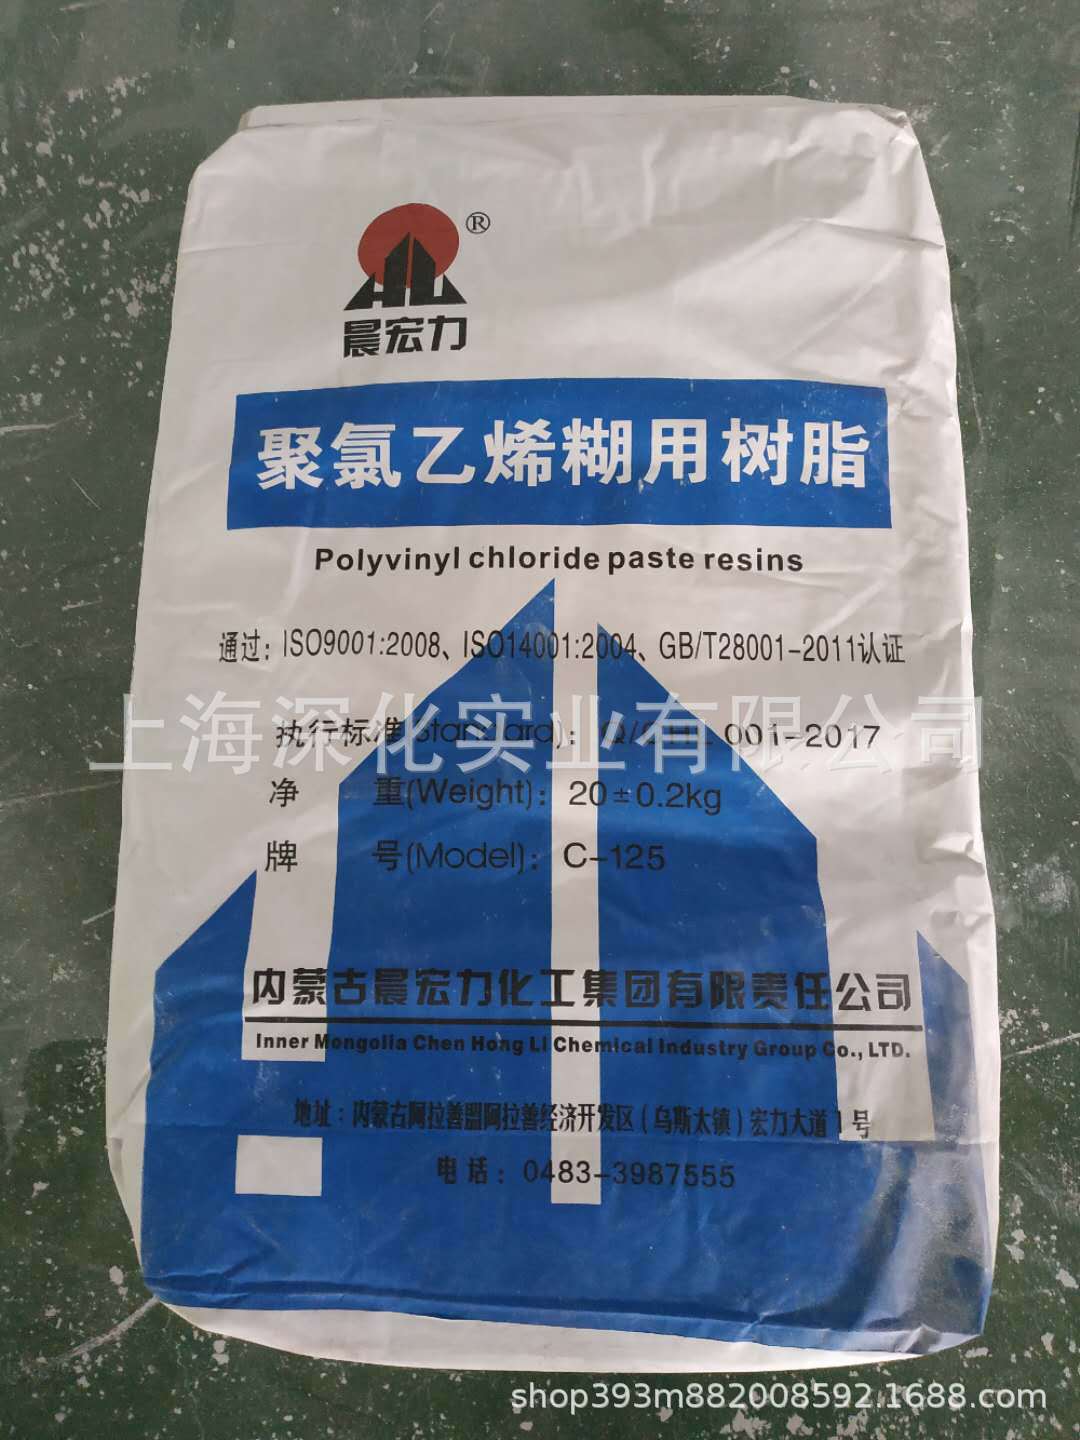 ®
晨宏力
聚氯乙烯糊用树脂
Polyvinyl chloride paste resins
通过: ISO9001:2008、ISO14001:2004、GB/T28001-2011认证
上海深化实业有限公司
执行标准(Standard): 001-2017
净 重(Weight): 20±0.2kg
牌 号(Model): C-125
内蒙古晨宏力化工集团有限责任公司
Inner Mongolia Chen Hong Li Chemical Industry Group Co., LTD.
地址:内蒙古阿拉善盟阿拉善经济开发区(乌斯太镇)宏力大道1号
电话: 0483-3987555
shop393m882008592.1688.com